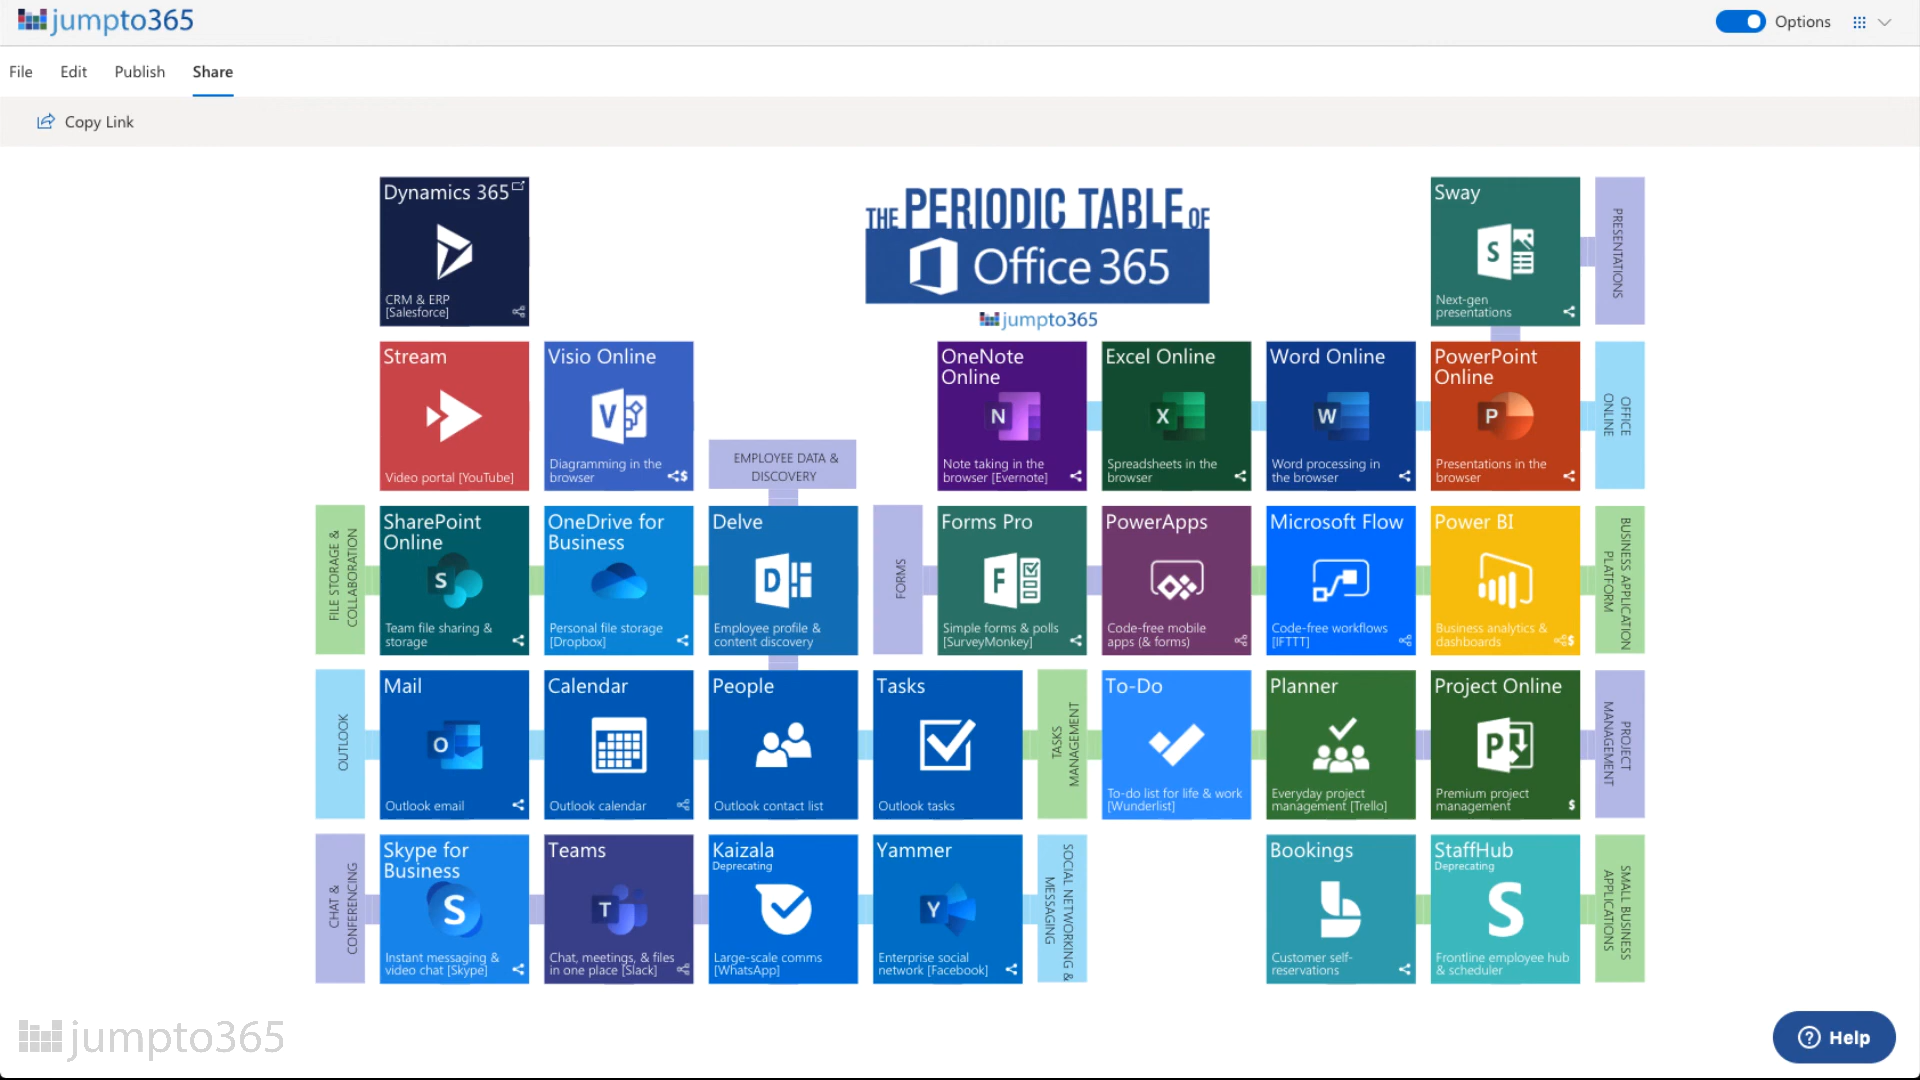 jumpto365
Options
File Edit Publish Share
Copy Link
Dynamics 365
CRM & ERP
[Salesforce]
THE PERIODIC TABLE OF
Office 365
jumpto365
Sway
Next-gen
presentations
PRESENTATIONS
Stream
Video portal [YouTube]
Visio Online
Diagramming in the
browser
$
EMPLOYEE DATA &
DISCOVERY
OneNote
Online
N
Note taking in the
browser [Evernote]
Excel Online
X
Spreadsheets in the
browser
Word Online
W
Word processing in
the browser
PowerPoint
Online
P
Presentations in the
browser
OFFICE
ONLINE
FILE STORAGE &
COLLABORATION
SharePoint
Online
S
Team file sharing &
storage
OneDrive for
Business
Personal file storage
[Dropbox]
Delve
D
Employee profile &
content discovery
FORMS
Forms Pro
F
Simple forms & polls
[SurveyMonkey]
PowerApps
Code-free mobile
apps (& forms)
Microsoft Flow
Code-free workflows
[IFTTT]
Power BI
Business analytics &
dashboards
$
BUSINESS APPLICATION
PLATFORM
OUTLOOK
Mail
O
Outlook email
Calendar
Outlook calendar
People
Outlook contact list
Tasks
Outlook tasks
TASKS
MANAGEMENT
To-Do
To-do list for life & work
[Wunderlist]
Planner
Everyday project
management [Trello]
Project Online
P
Premium project
management
$
PROJECT
MANAGEMENT
CHAT &
CONFERENCING
Skype for
Business
S
Instant messaging &
video chat [Skype]
Teams
T
Chat, meetings, & files
in one place [Slack]
Kaizala
Deprecating
Large-scale comms
[WhatsApp]
Yammer
Y
Enterprise social
network [Facebook]
SOCIAL NETWORKING &
MESSAGING
Bookings
Customer self-
reservations
StaffHub
Deprecating
S
Frontline employee hub
& scheduler
SMALL BUSINESS
APPLICATIONS
jumpto365
? Help